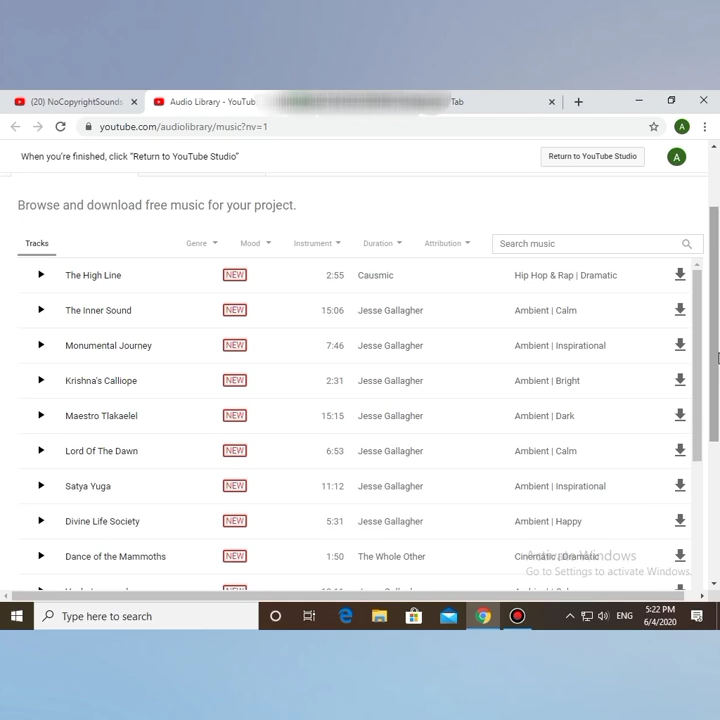 (20) NoCopyrightSounds
Audio Library - YouTub
Tab
youtube.com/audiolibrary/music?nv=1
A
When you're finished, click "Return to YouTube Studio"
Return to YouTube Studio
A
Browse and download free music for your project.
Tracks
Genre
Mood
Instrument
Duration
Attribution
Search music
The High Line NEW 2:55 Causmic Hip Hop & Rap | Dramatic
The Inner Sound NEW 15:06 Jesse Gallagher Ambient | Calm
Monumental Journey NEW 7:46 Jesse Gallagher Ambient | Inspirational
Krishna's Calliope NEW 2:31 Jesse Gallagher Ambient | Bright
Maestro Tlakaelel NEW 15:15 Jesse Gallagher Ambient | Dark
Lord Of The Dawn NEW 6:53 Jesse Gallagher Ambient | Calm
Satya Yuga NEW 11:12 Jesse Gallagher Ambient | Inspirational
Divine Life Society NEW 5:31 Jesse Gallagher Ambient | Happy
Dance of the Mammoths NEW 1:50 The Whole Other Cinematic | Dramatic
Activate Windows
Go to Settings to activate Windows.
Type here to search
ENG
5:22 PM
6/4/2020